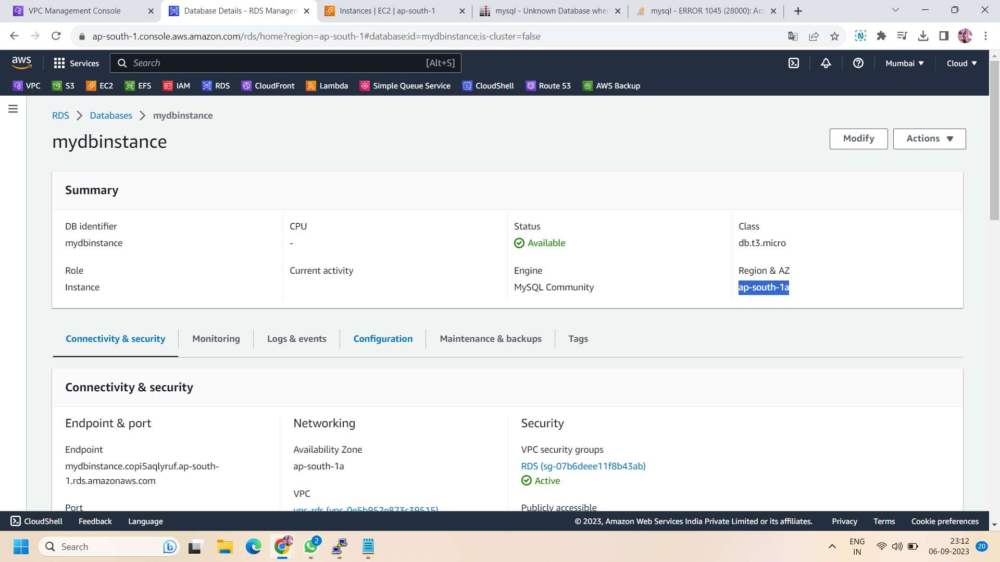 VPC Management Console
Database Details - RDS Managem
Instances | EC2 | ap-south-1
mysql - Unknown Database wher
mysql - ERROR 1045 (28000): Acc
ap-south-1.console.aws.amazon.com/rds/home?region=ap-south-1#database:id=mydbinstance;is-cluster=false
aws
Services
Search
[Alt+S]
Mumbai
Cloud
VPC
S3
EC2
EFS
IAM
RDS
CloudFront
Lambda
Simple Queue Service
CloudShell
Route 53
AWS Backup
RDS
Databases
mydbinstance
mydbinstance
Modify
Actions
Summary
DB identifier
mydbinstance
CPU
-
Status
Available
Class
db.t3.micro
Role
Instance
Current activity
Engine
MySQL Community
Region & AZ
ap-south-1a
Connectivity & security
Monitoring
Logs & events
Configuration
Maintenance & backups
Tags
Connectivity & security
Endpoint & port
Endpoint
mydbinstance.copi5aqlyruf.ap-south-
1.rds.amazonaws.com
Port
Networking
Availability Zone
ap-south-1a
VPC
vpc-rds (vpc-0e5b952e873c39515)
Security
VPC security groups
RDS (sg-07b6deee11f8b43ab)
Active
Publicly accessible
CloudShell
Feedback
Language
© 2023, Amazon Web Services India Private Limited or its affiliates.
Privacy
Terms
Cookie preferences
Search
2
ENG
IN
23:12
06-09-2023
20